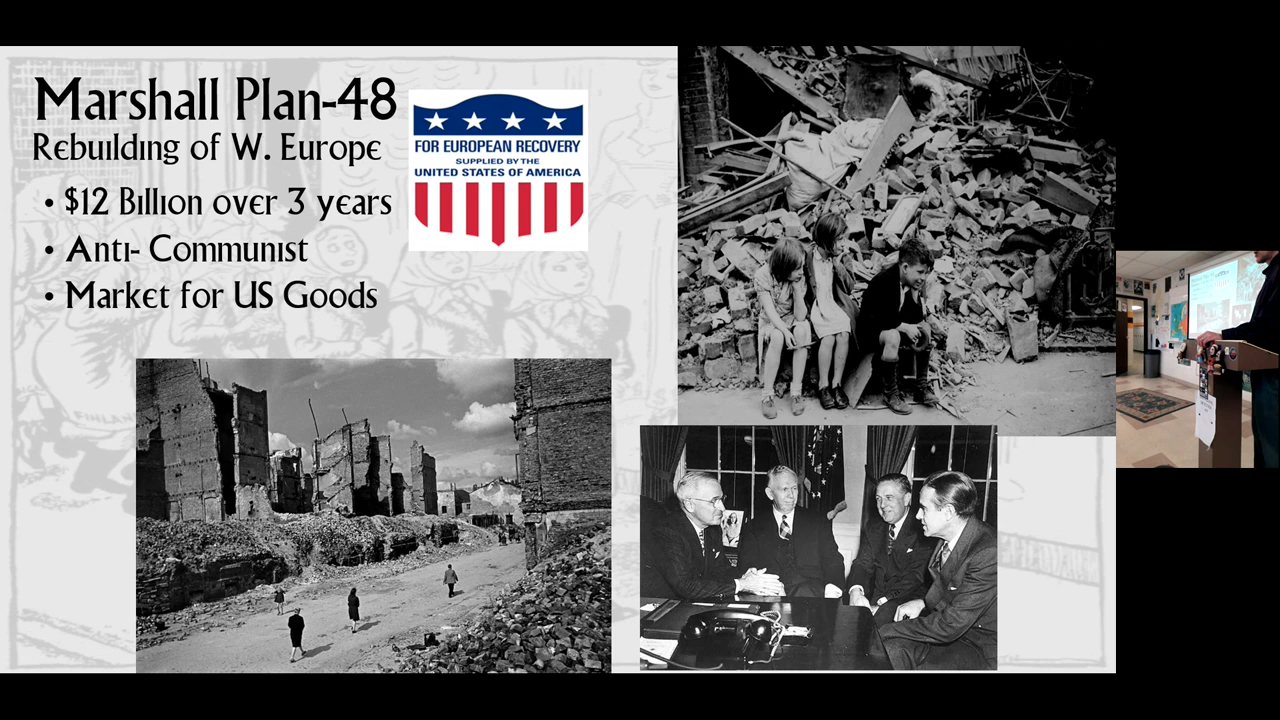 Marshall Plan-48
Rebuilding of W. Europe
• $12 Billion over 3 years
• Anti- Communist
• Market for US Goods
FOR EUROPEAN RECOVERY
SUPPLIED BY THE
UNITED STATES OF AMERICA
FINLAND